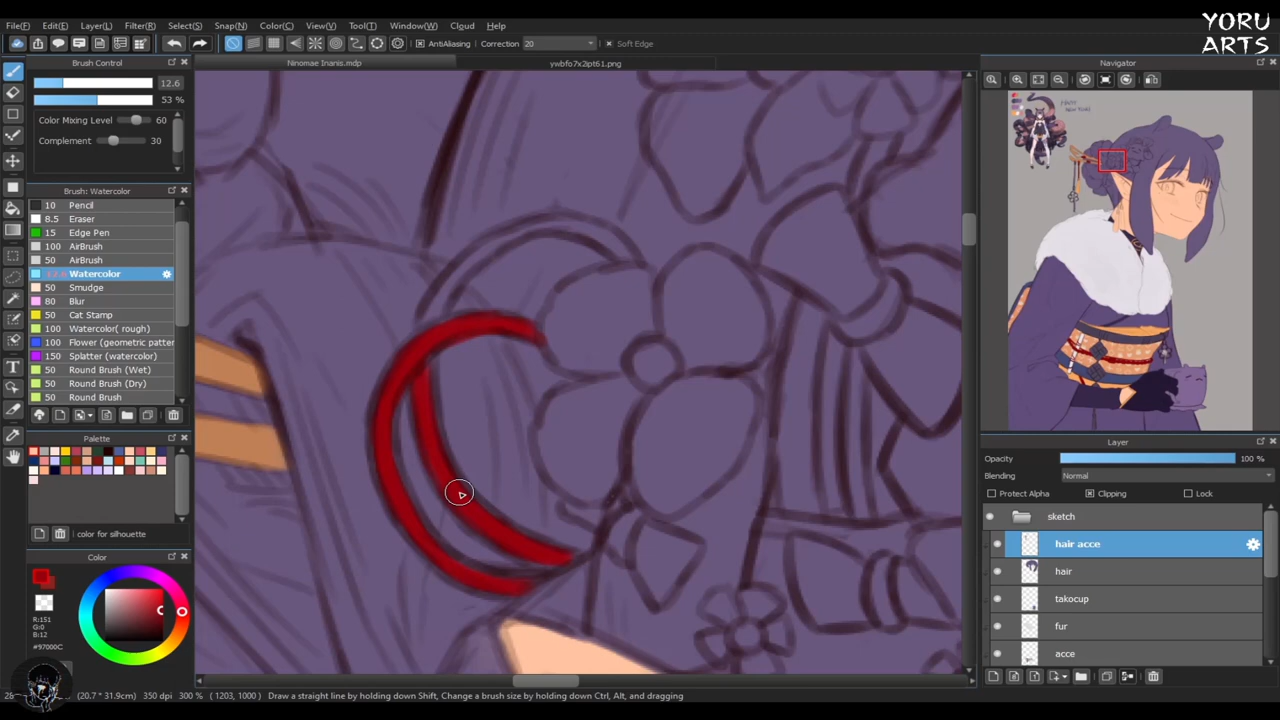 YORU
ARTS
File(F) Edit(E) Layer(L) Filter(R) Select(S) Snap(N) Color(C) View(V) Tool(T) Window(W) Cloud Help
AntiAliasing Correction 20 Soft Edge
Brush Control
12.6
53 %
Color Mixing Level 60
Complement 30
Brush: Watercolor
10 Pencil
8.5 Eraser
15 Edge Pen
100 AirBrush
50 AirBrush
12.6 Watercolor
50 Smudge
80 Blur
50 Cat Stamp
100 Watercolor( rough)
50 Flower (geometric patter
150 Splatter (watercolor)
50 Round Brush (Wet)
100 Round Brush (Dry)
50 Round Brush
Palette
color for silhouette
Color
R:151
G:0
B:12
#97000C
Ninomae Inanis.mdp ywbfo7x2pt61.png
(20.7 * 31.9cm) 350 dpi 300 % (1203, 1000) Draw a straight line by holding down Shift, Change a brush size by holding down Ctrl, Alt, and dragging
Navigator
Layer
Opacity 100 %
Blending Normal
Protect Alpha Clipping Lock
sketch
hair acce
hair
takocup
fur
acce